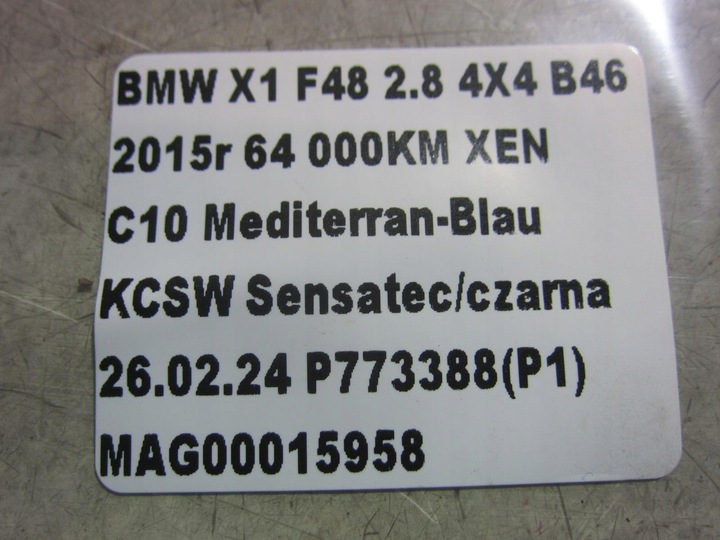 BMW X1 F48 2.8 4X4 B46
2015r 64 000KM XEN
C10 Mediterran-Blau
KCSW Sensatec/czarna
26.02.24 P773388(P1)
MAG00015958